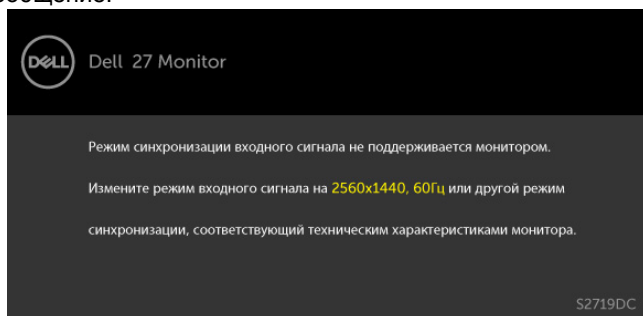 DELL Dell 27 Monitor
Режим синхронизации входного сигнала не поддерживается монитором.
Измените режим входного сигнала на 2560x1440, 60Гц или другой режим
синхронизации, соответствующий техническим характеристиками монитора.
S2719DC